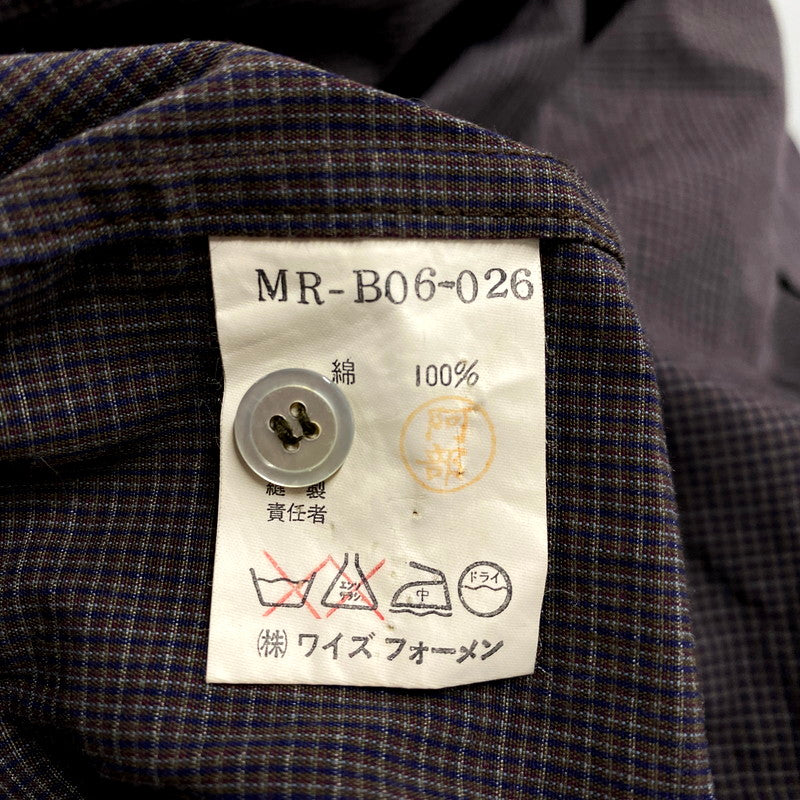 MR-B06-026
綿 100%
阿部
縫 製
責任者
エンソ サラシ 中 ドライ
(株) ワイズ フォーメン